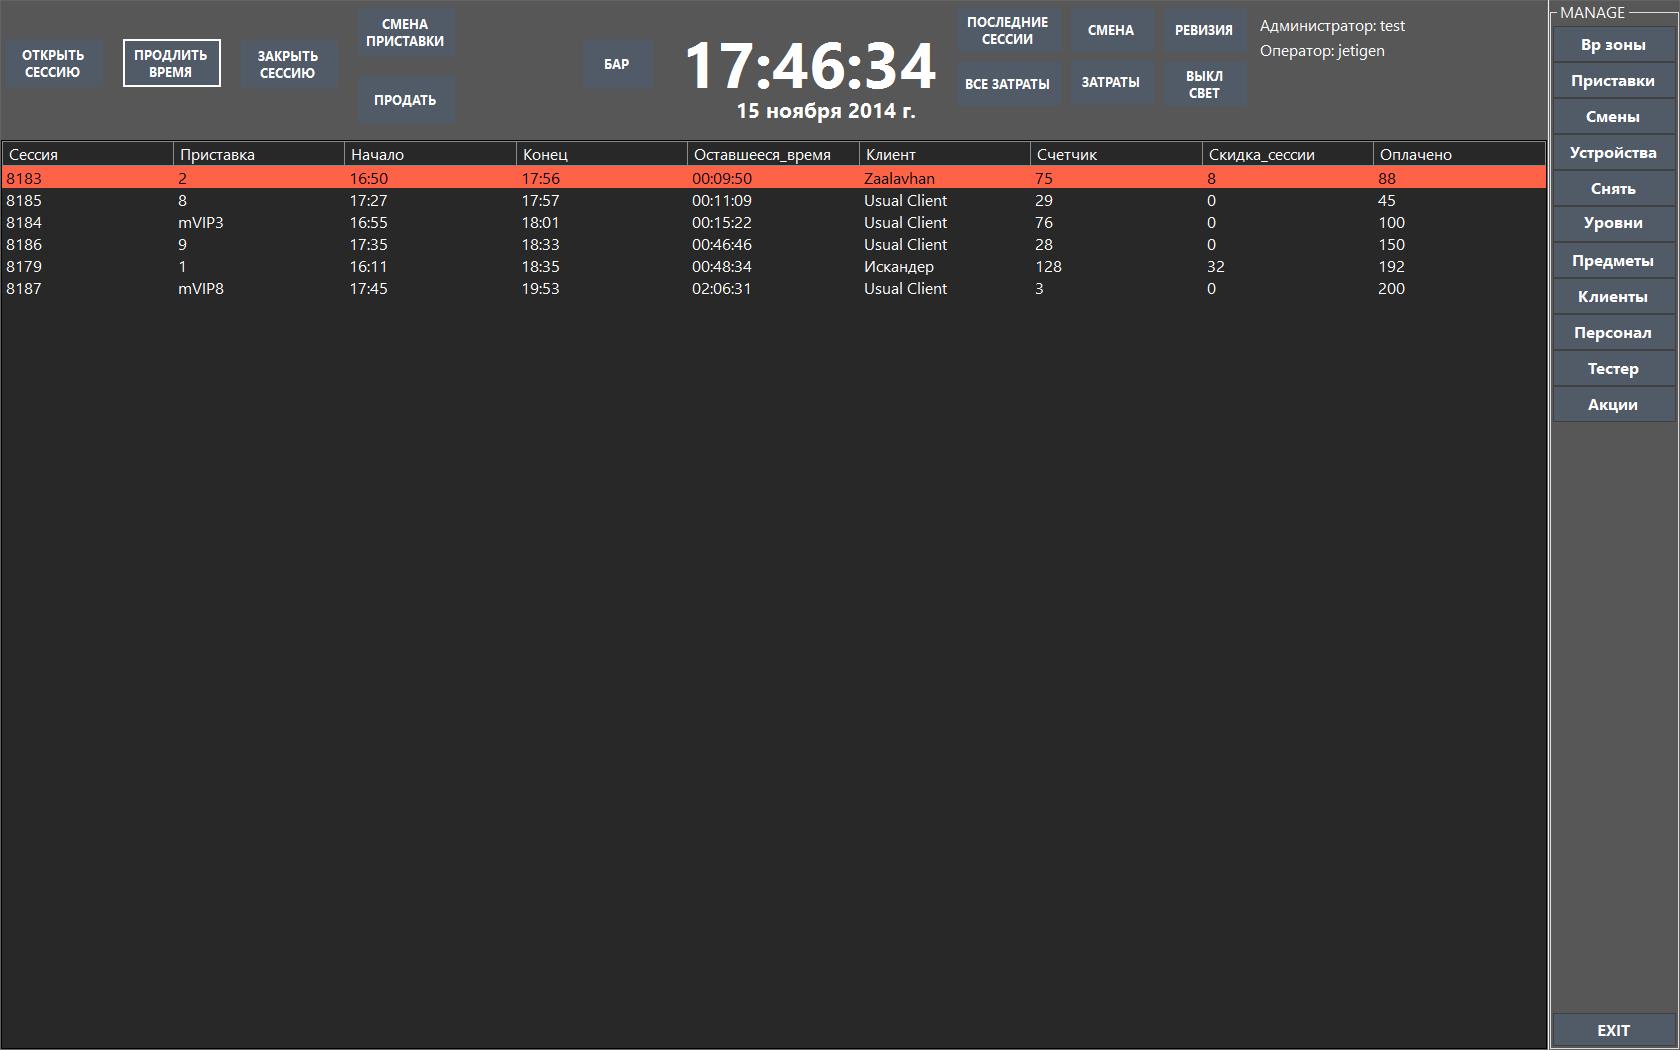 ОТКРЫТЬ
СЕССИЮ
ПРОДЛИТЬ
ВРЕМЯ
ЗАКРЫТЬ
СЕССИЮ
СМЕНА
ПРИСТАВКИ
ПРОДАТЬ
БАР
17:46:34
15 ноября 2014 г.
ПОСЛЕДНИЕ
СЕССИИ
СМЕНА
РЕВИЗИЯ
ВСЕ ЗАТРАТЫ
ЗАТРАТЫ
ВЫКЛ
СВЕТ
Администратор: test
Оператор: jetigen
Сессия Приставка Начало Конец Оставшееся_время Клиент Счетчик Скидка_сессии Оплачено
8183 2 16:50 17:56 00:09:50 Zaalavhan 75 8 88
8185 8 17:27 17:57 00:11:09 Usual Client 29 0 45
8184 mVIP3 16:55 18:01 00:15:22 Usual Client 76 0 100
8186 9 17:35 18:33 00:46:46 Usual Client 28 0 150
8179 1 16:11 18:35 00:48:34 Искандер 128 32 192
8187 mVIP8 17:45 19:53 02:06:31 Usual Client 3 0 200
MANAGE
Вр зоны
Приставки
Смены
Устройства
Снять
Уровни
Предметы
Клиенты
Персонал
Тестер
Акции
EXIT